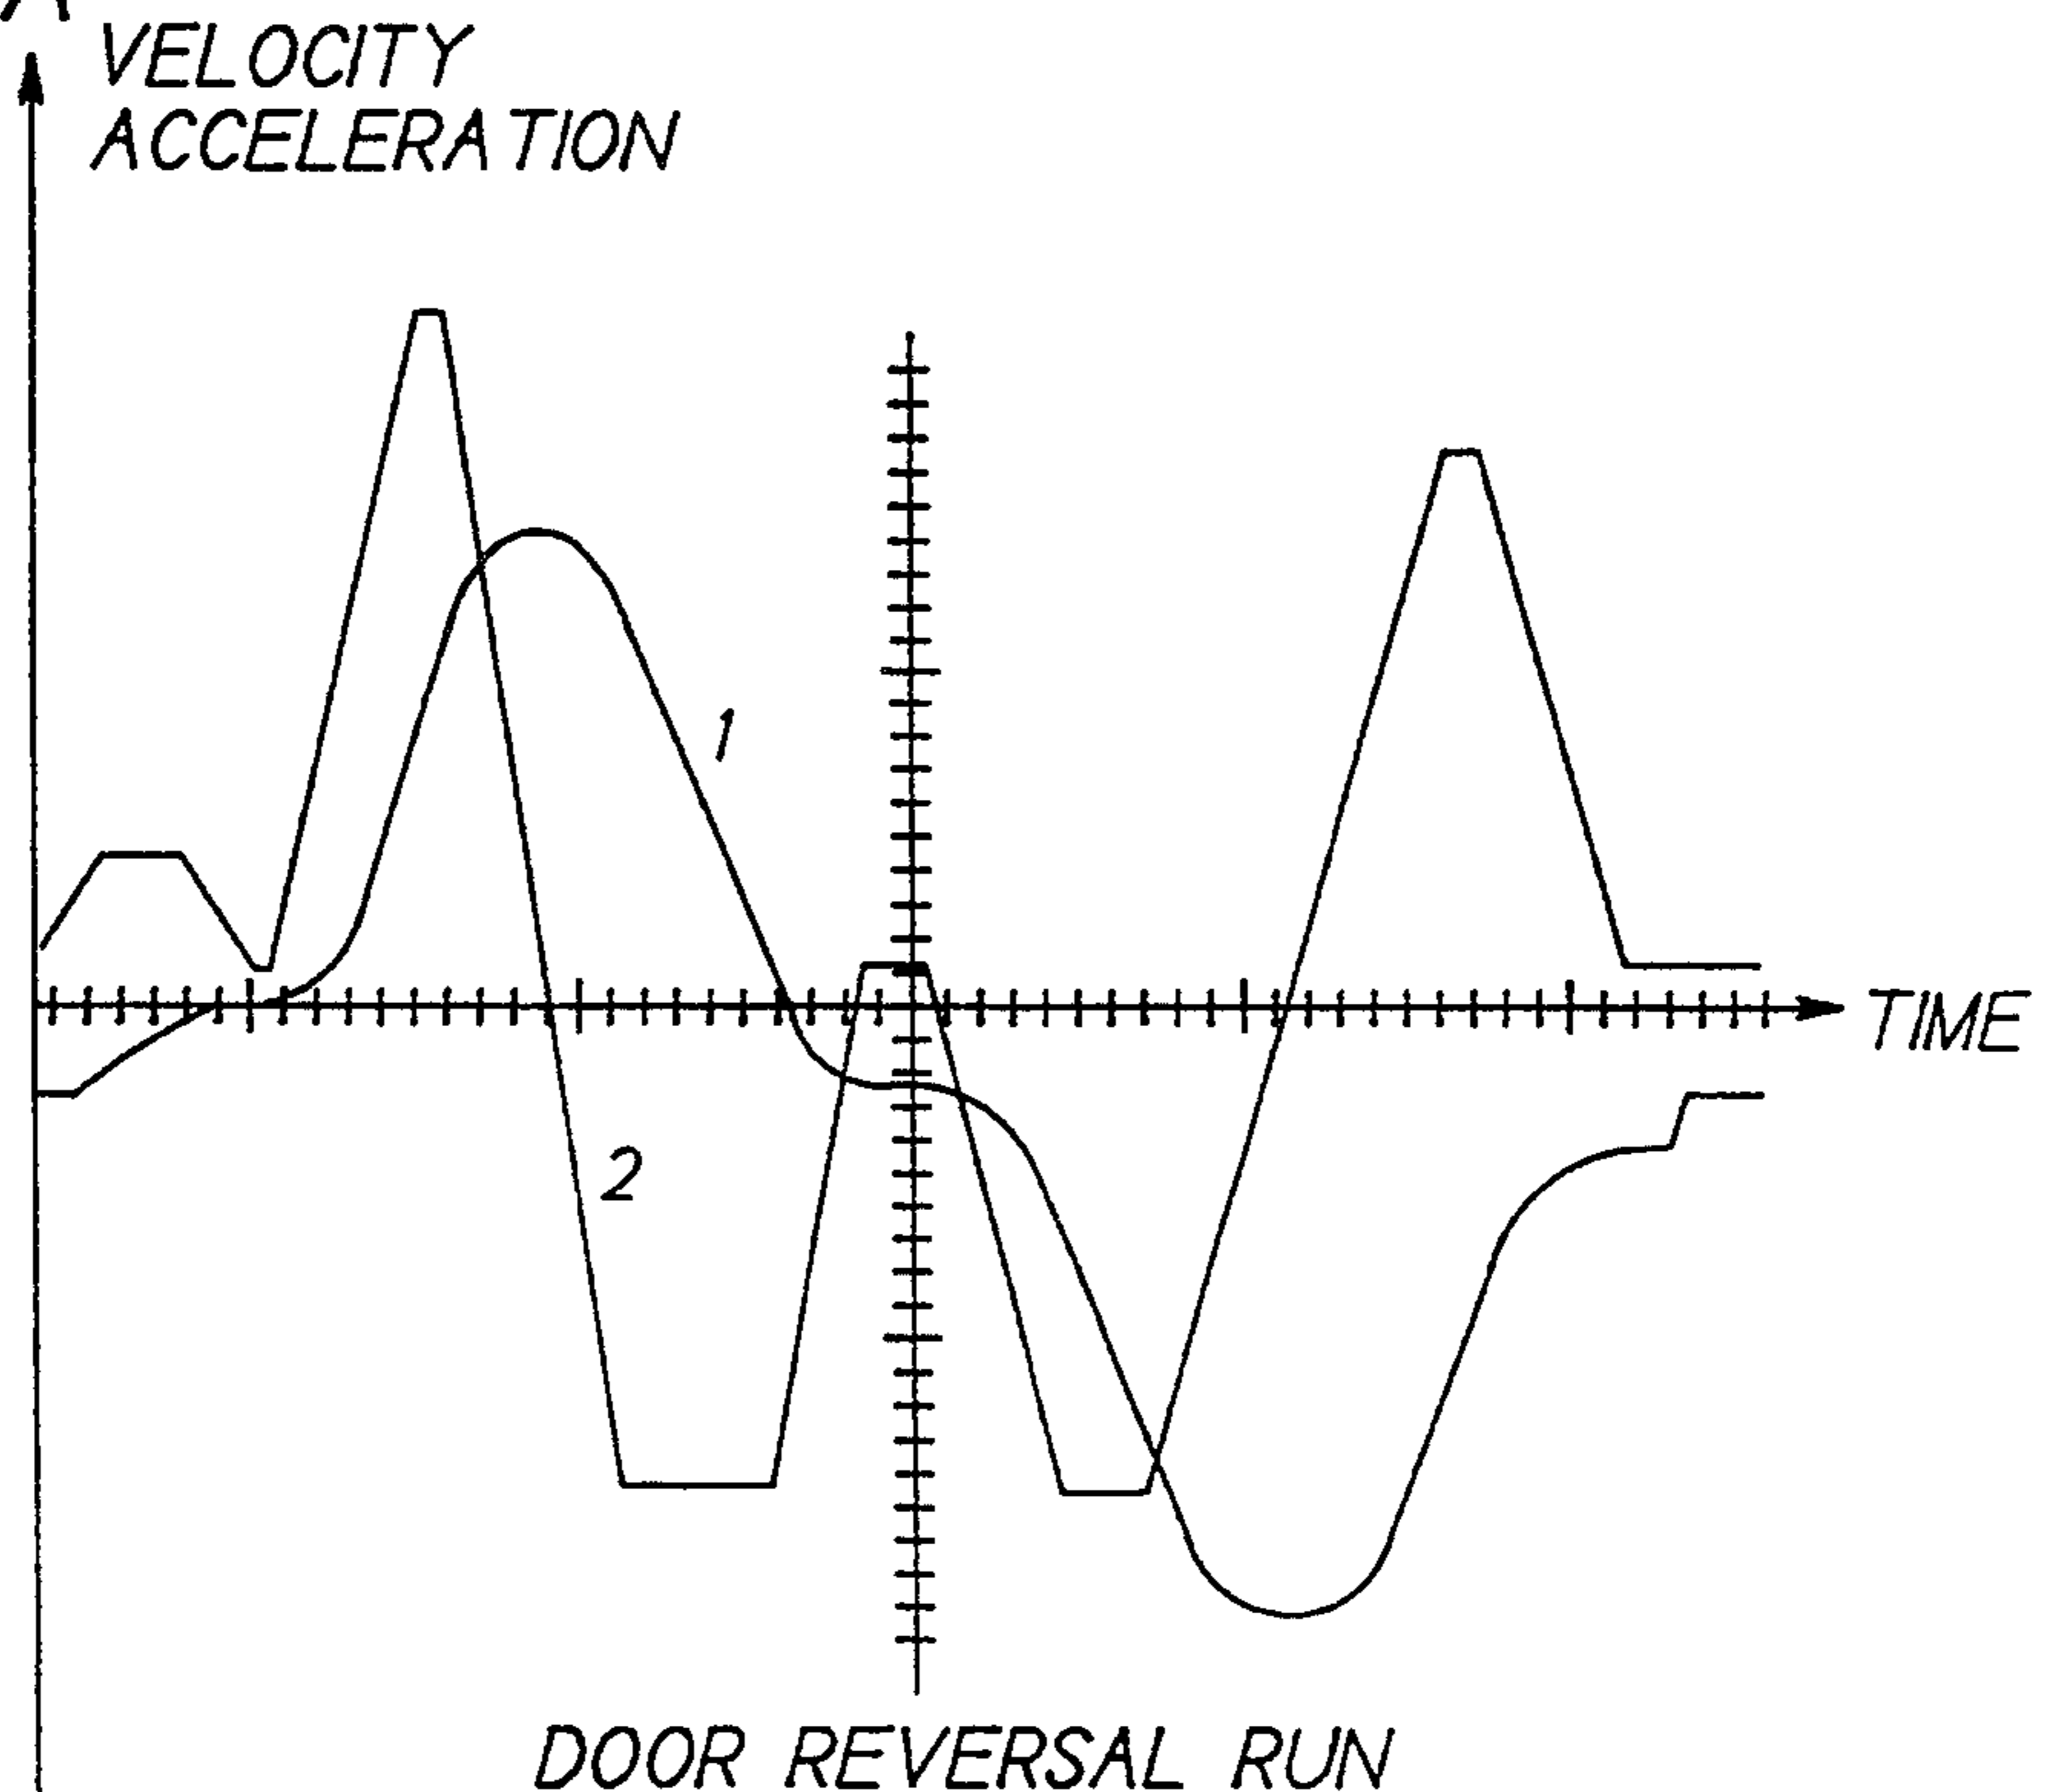 VELOCITY
ACCELERATION
1
TIME
2
DOOR REVERSAL RUN